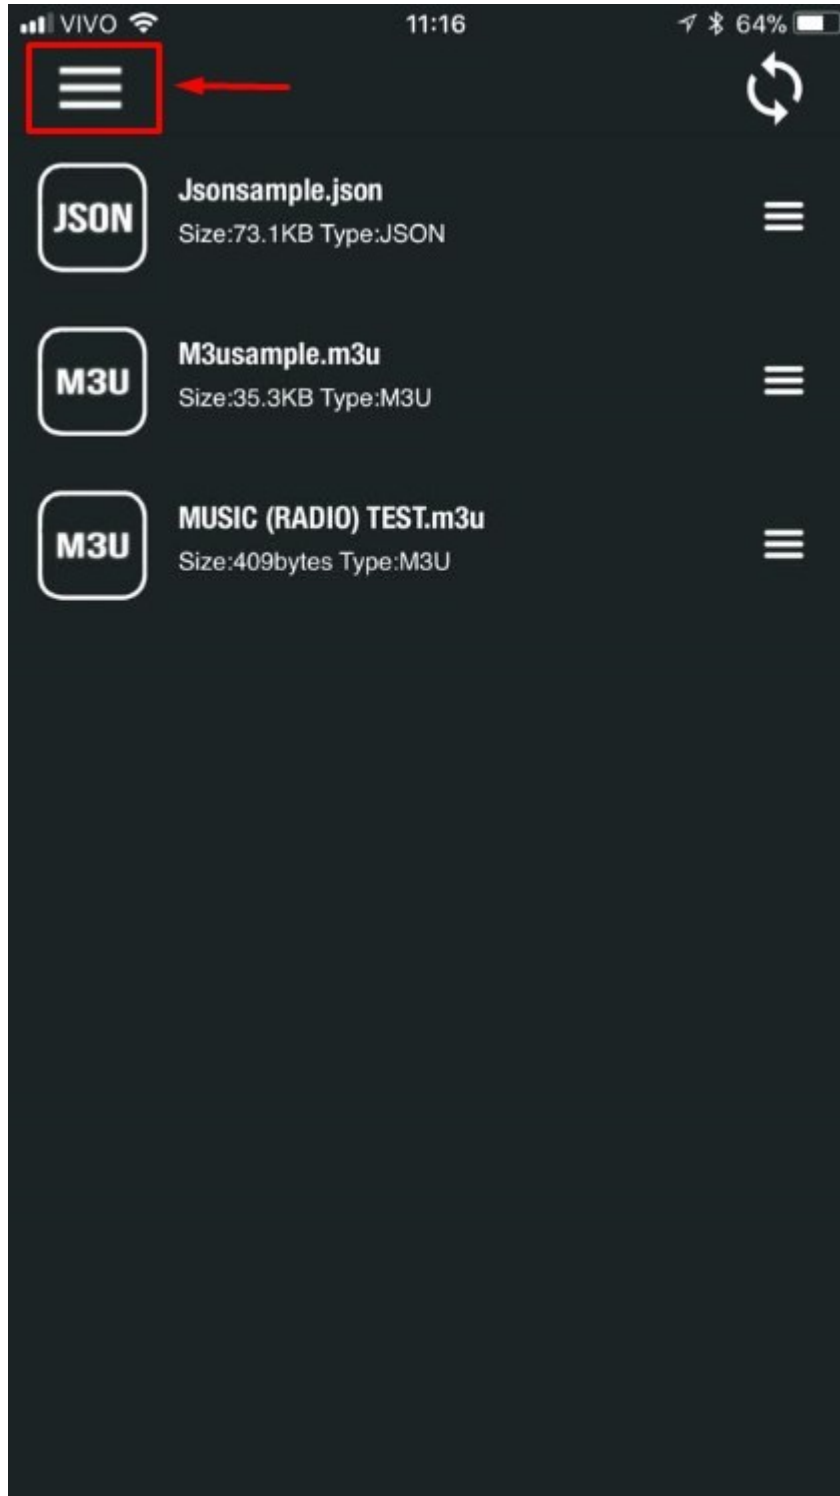 VIVO 11:16 64%
JSON
Jsonsample.json
Size:73.1KB Type:JSON
M3U
M3usample.m3u
Size:35.3KB Type:M3U
M3U
MUSIC (RADIO) TEST.m3u
Size:409bytes Type:M3U